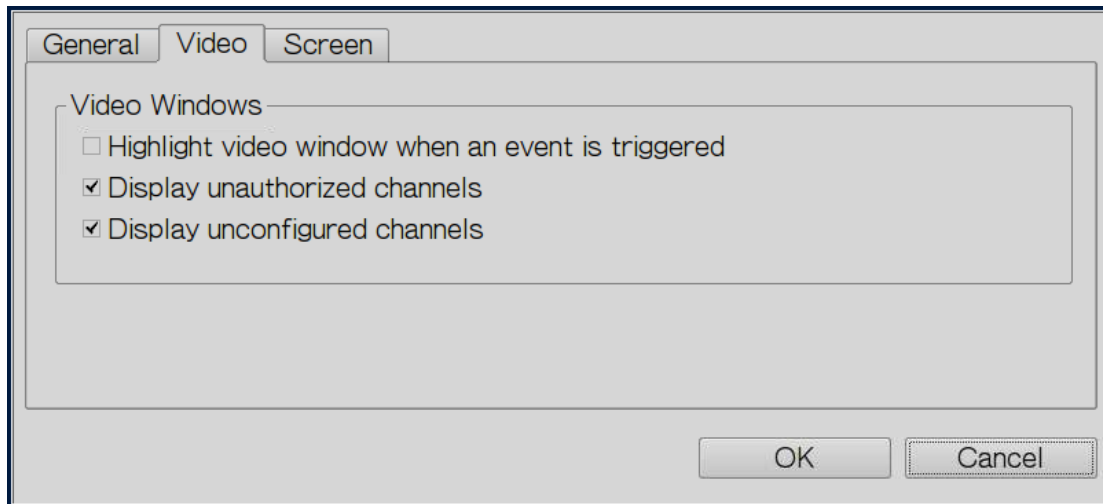 General Video Screen
Video Windows
Highlight video window when an event is triggered
Display unauthorized channels
Display unconfigured channels
OK Cancel